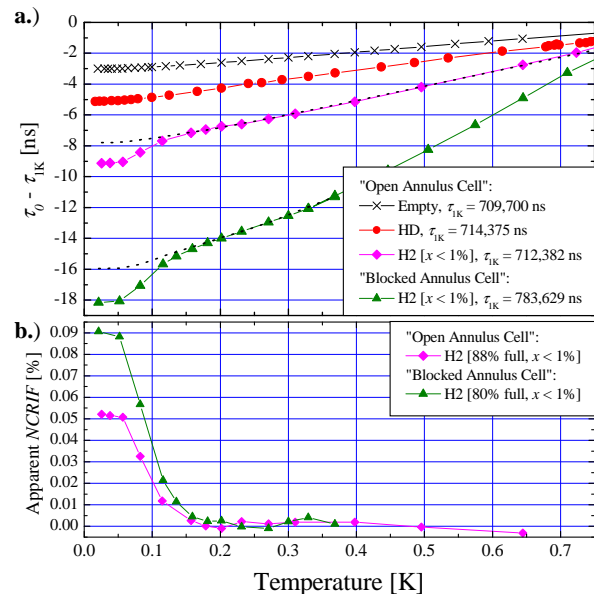 a.)
τ0 - τ1K [ns]
0
-2
-4
-6
-8
-10
-12
-14
-16
-18
"Open Annulus Cell":
Empty, τ1K = 709,700 ns
HD, τ1K = 714,375 ns
H2 [x < 1%], τ1K = 712,382 ns
"Blocked Annulus Cell":
H2 [x < 1%], τ1K = 783,629 ns
b.)
Apparent NCRIF [%]
0.09
0.08
0.07
0.06
0.05
0.04
0.03
0.02
0.01
0.00
"Open Annulus Cell":
H2 [88% full, x < 1%]
"Blocked Annulus Cell":
H2 [80% full, x < 1%]
0.0 0.1 0.2 0.3 0.4 0.5 0.6 0.7
Temperature [K]